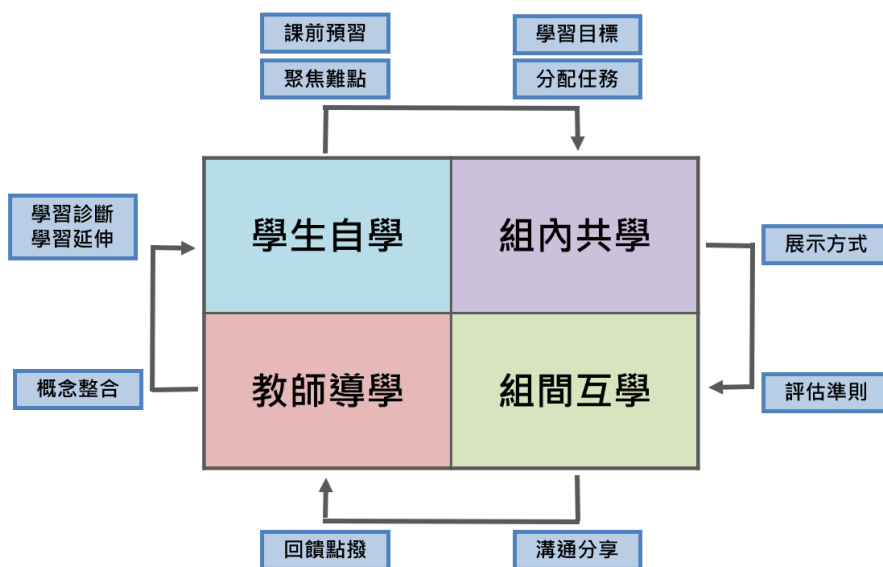 課前預習
學習目標
聚焦難點
分配任務
學生自學
組內共學
學習診斷
學習延伸
展示方式
教師導學
組間互學
概念整合
評估準則
回饋點撥
溝通分享